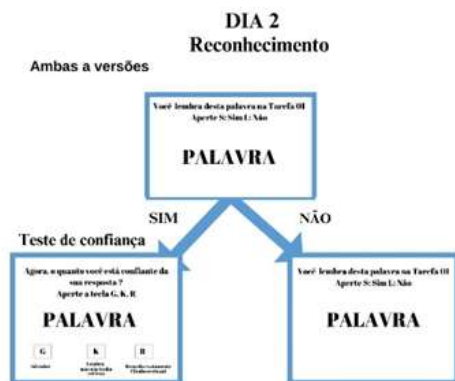 DIA 2
Reconhecimento
Ambas a versões
Você lembra desta palavra na Tarefa 01
Aperte S: Sim L: Não
PALAVRA
SIM
NÃO
Teste de confiança
Agora, o quanto você está confiante da
sua resposta ?
Aperte a tecla G, K, R
PALAVRA
G
K
R
Você lembra desta palavra na Tarefa 01
Aperte S: Sim L: Não
PALAVRA